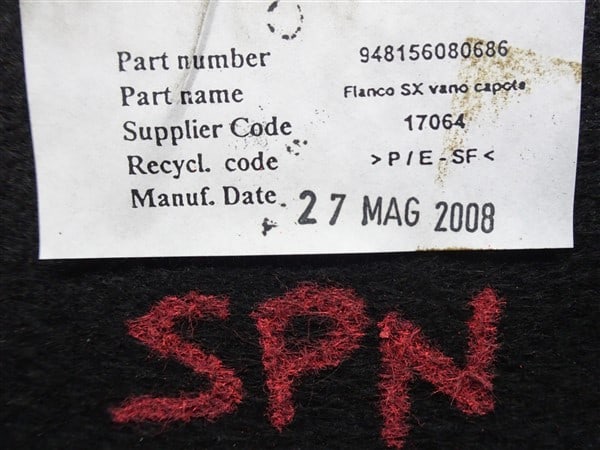 Part number 948156080686
Part name Flanco SX vano capote
Supplier Code 17064
Recycl. code >P/E-SF<
Manuf. Date. 27 MAG 2008
SPN